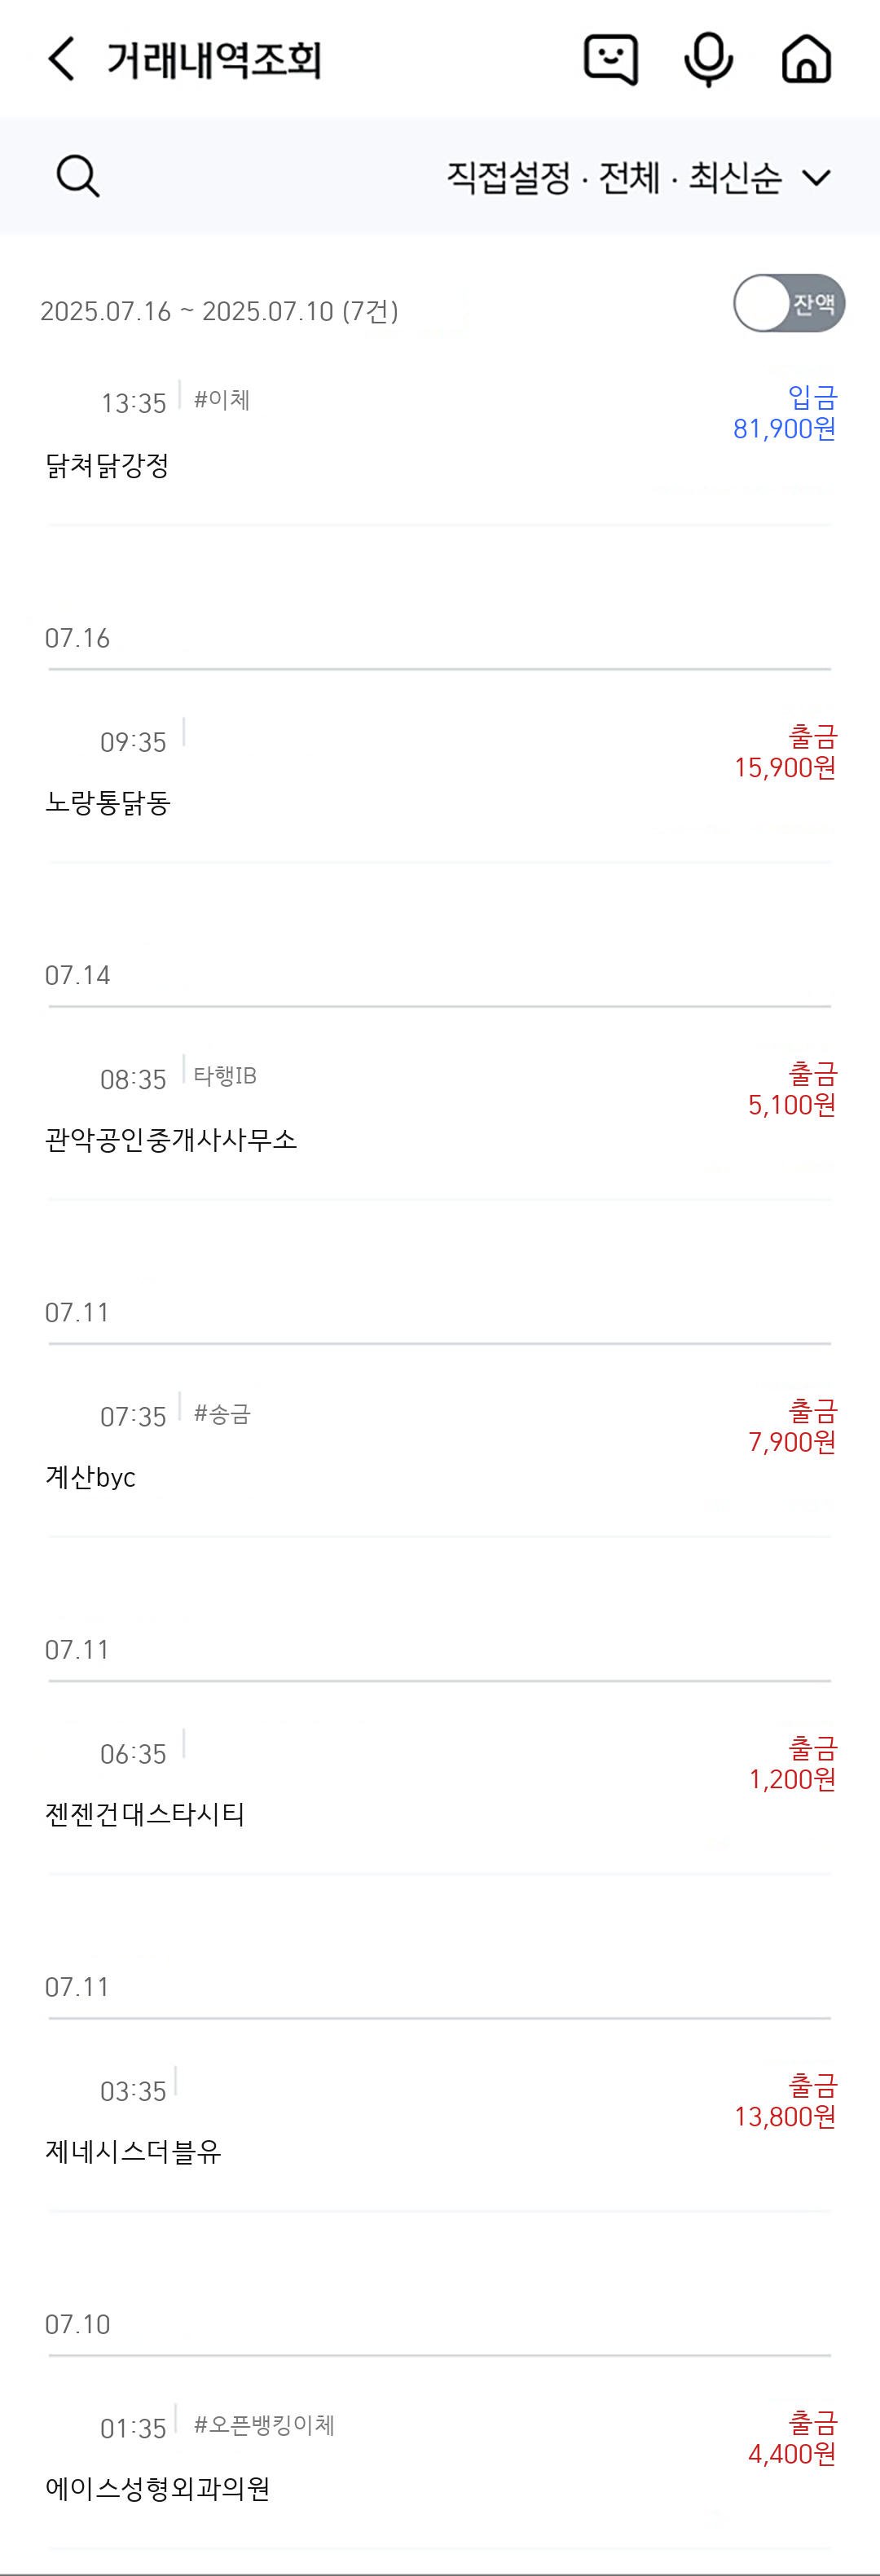 거래내역조회
직접설정 · 전체 · 최신순
2025.07.16 ~ 2025.07.10 (7건)
잔액
13:35 #이체
입금
81,900원
닭쳐닭강정
07.16
09:35
출금
15,900원
노랑통닭동
07.14
08:35 타행IB
출금
5,100원
관악공인중개사사무소
07.11
07:35 #송금
출금
7,900원
계산byc
07.11
06:35
출금
1,200원
젠젠건대스타시티
07.11
03:35
출금
13,800원
제네시스더블유
07.10
01:35 #오픈뱅킹이체
출금
4,400원
에이스성형외과의원